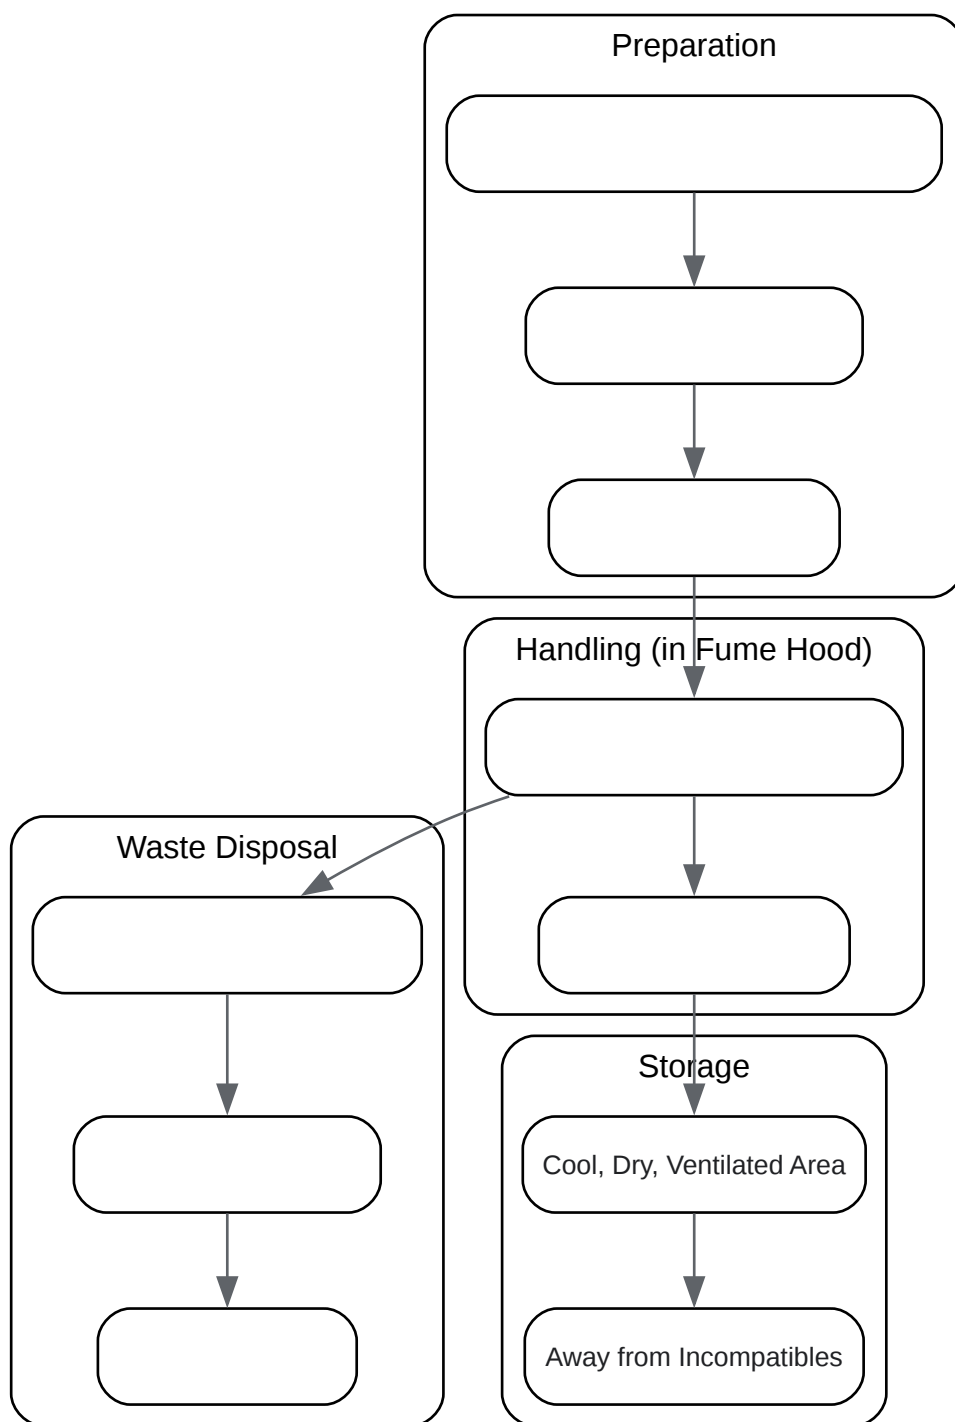 Preparation
Handling (in Fume Hood)
Waste Disposal
Storage
Cool, Dry, Ventilated Area
Away from Incompatibles